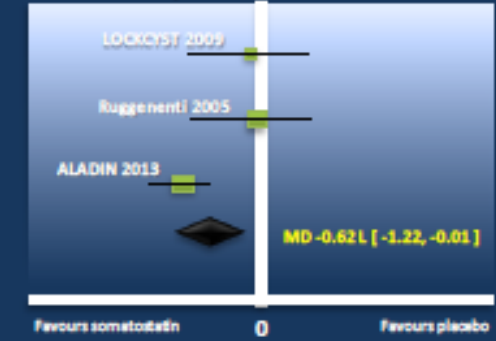 LOCKCYST 2009
Ruggenenti 2005
ALADIN 2013
MD -0.62 L [ -1.22, -0.01 ]
Favours somatostatin 0 Favours placebo